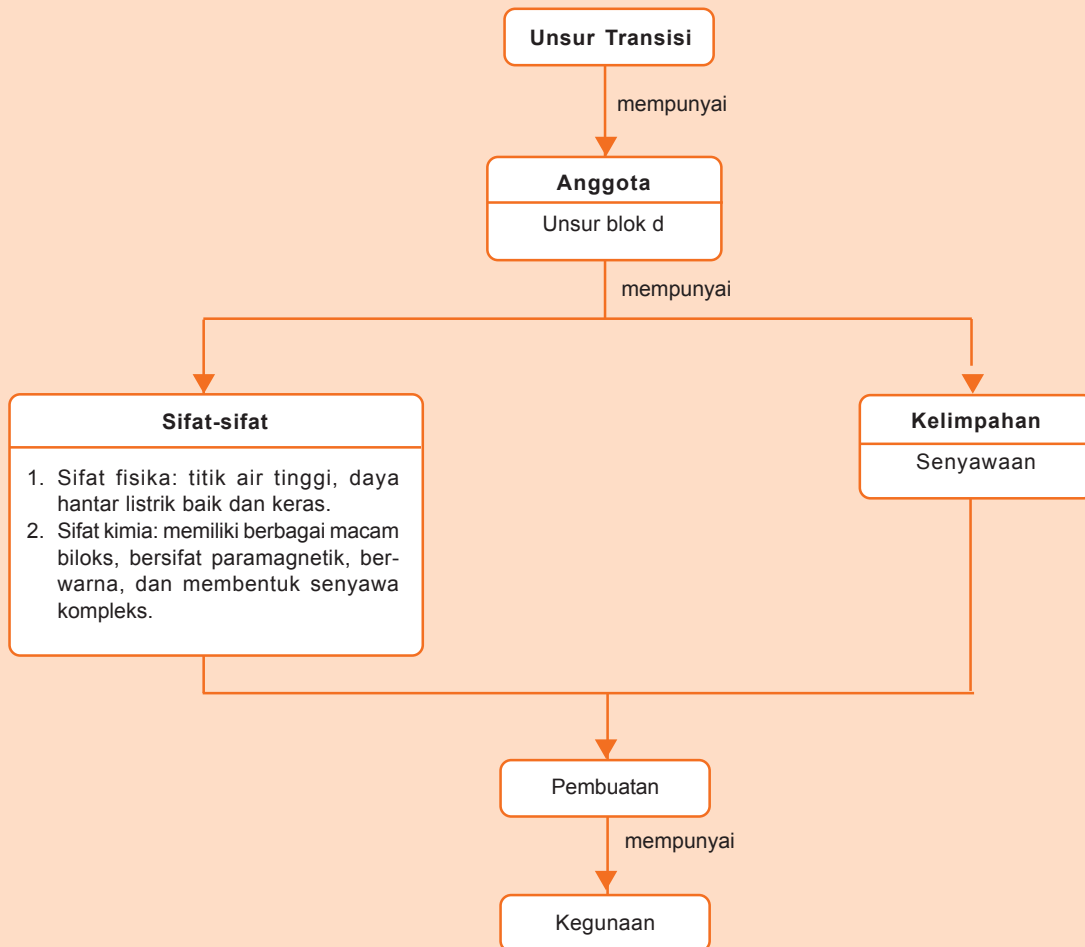 Unsur Transisi
mempunyai
Anggota
Unsur blok d
mempunyai
Sifat-sifat
1. Sifat fisika: titik air tinggi, daya
hantar listrik baik dan keras.
2. Sifat kimia: memiliki berbagai macam
biloks, bersifat paramagnetik, ber-
warna, dan membentuk senyawa
kompleks.
Kelimpahan
Senyawaan
Pembuatan
mempunyai
Kegunaan